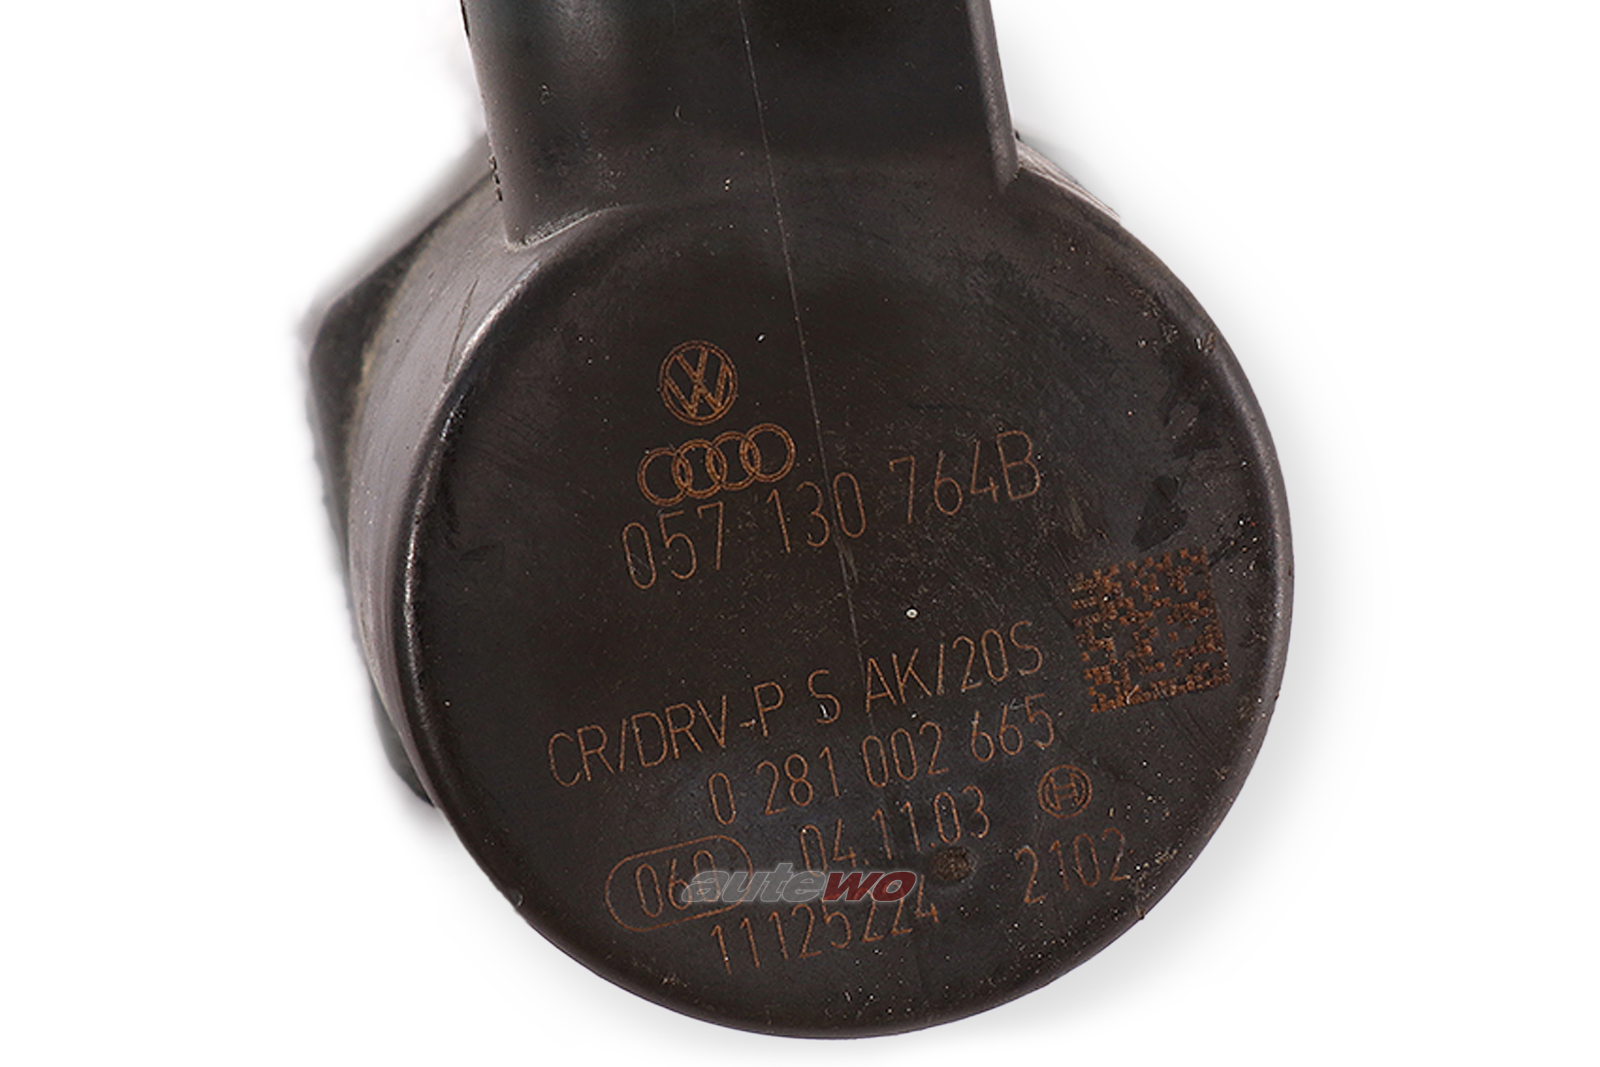 057 130 764B
CR/DRV-P S AK/20S
0 281 002 665
04.11.03
060
autewo
11125224 2102